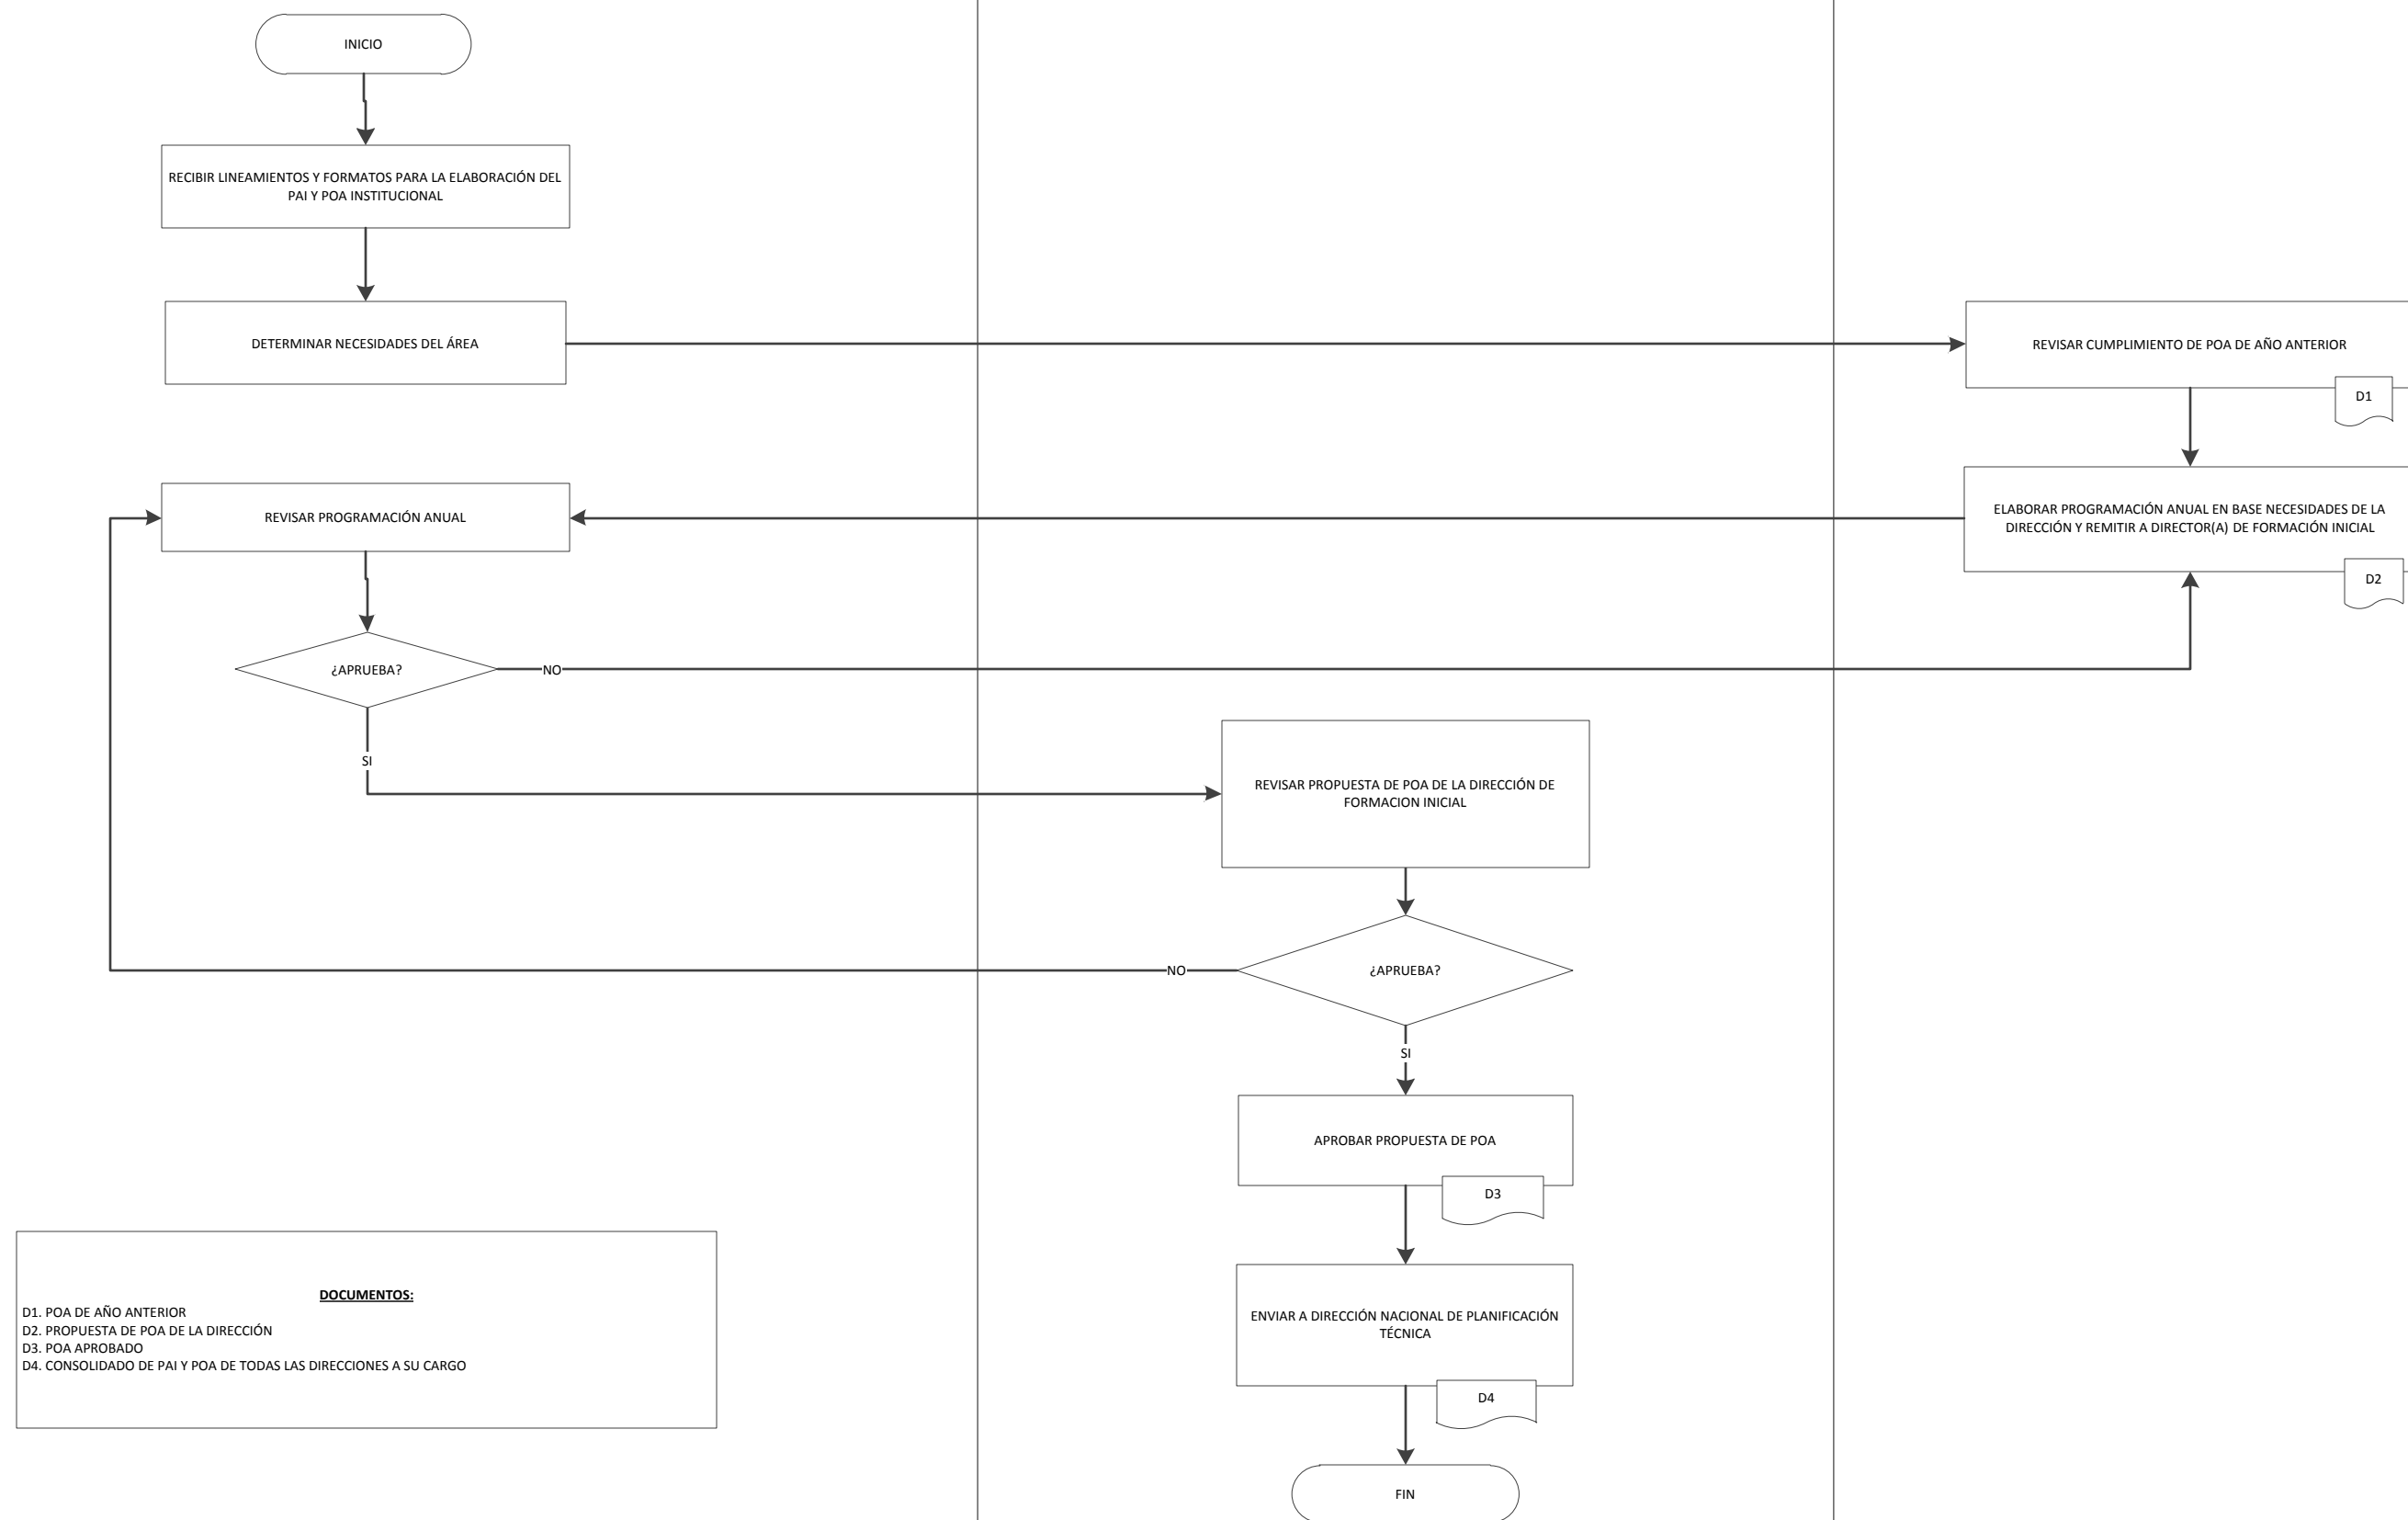 INICIO
RECIBIR LINEAMIENTOS Y FORMATOS PARA LA ELABORACIÓN DEL
PAI Y POA INSTITUCIONAL
DETERMINAR NECESIDADES DEL ÁREA
REVISAR CUMPLIMIENTO DE POA DE AÑO ANTERIOR
D1
ELABORAR PROGRAMACIÓN ANUAL EN BASE NECESIDADES DE LA
DIRECCIÓN Y REMITIR A DIRECTOR(A) DE FORMACIÓN INICIAL
D2
REVISAR PROGRAMACIÓN ANUAL
¿APRUEBA?
NO
SI
REVISAR PROPUESTA DE POA DE LA DIRECCIÓN DE
FORMACION INICIAL
¿APRUEBA?
NO
SI
APROBAR PROPUESTA DE POA
D3
ENVIAR A DIRECCIÓN NACIONAL DE PLANIFICACIÓN
TÉCNICA
D4
FIN
DOCUMENTOS:
D1. POA DE AÑO ANTERIOR
D2. PROPUESTA DE POA DE LA DIRECCIÓN
D3. POA APROBADO
D4. CONSOLIDADO DE PAI Y POA DE TODAS LAS DIRECCIONES A SU CARGO